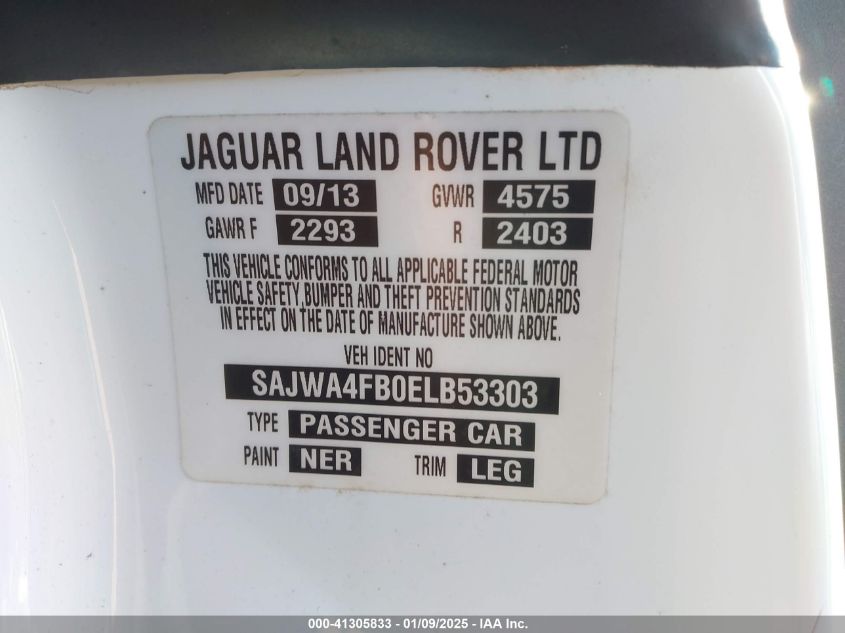 JAGUAR LAND ROVER LTD
MFD DATE 09/13 GVWR 4575
GAWR F 2293 R 2403
THIS VEHICLE CONFORMS TO ALL APPLICABLE FEDERAL MOTOR
VEHICLE SAFETY,BUMPER AND THEFT PREVENTION STANDARDS
IN EFFECT ON THE DATE OF MANUFACTURE SHOWN ABOVE.
VEH IDENT NO
SAJWA4FB0ELB53303
TYPE PASSENGER CAR
PAINT NER TRIM LEG
000-41305833 - 01/09/2025 - IAA Inc.